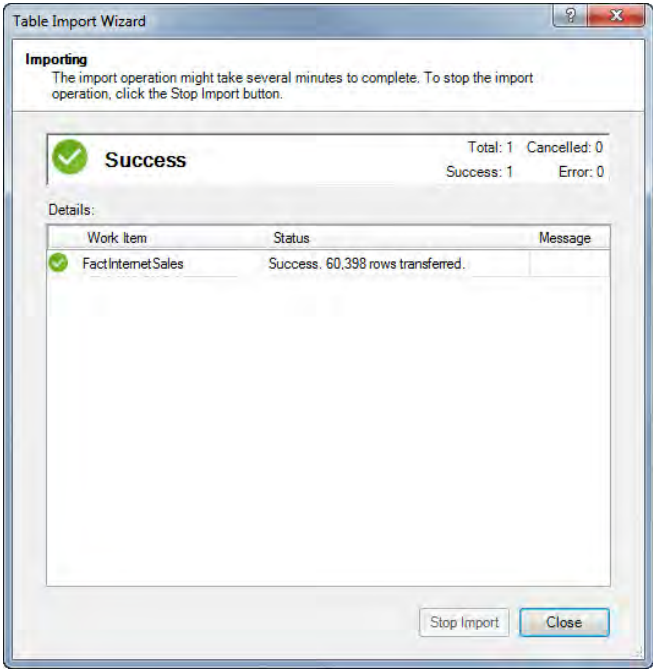 Table Import Wizard
?
Importing
The import operation might take several minutes to complete. To stop the import
operation, click the Stop Import button.
Success
Total: 1 Cancelled: 0
Success: 1 Error: 0
Details:
Work Item Status Message
FactInternetSales Success. 60,398 rows transferred.
Stop Import Close